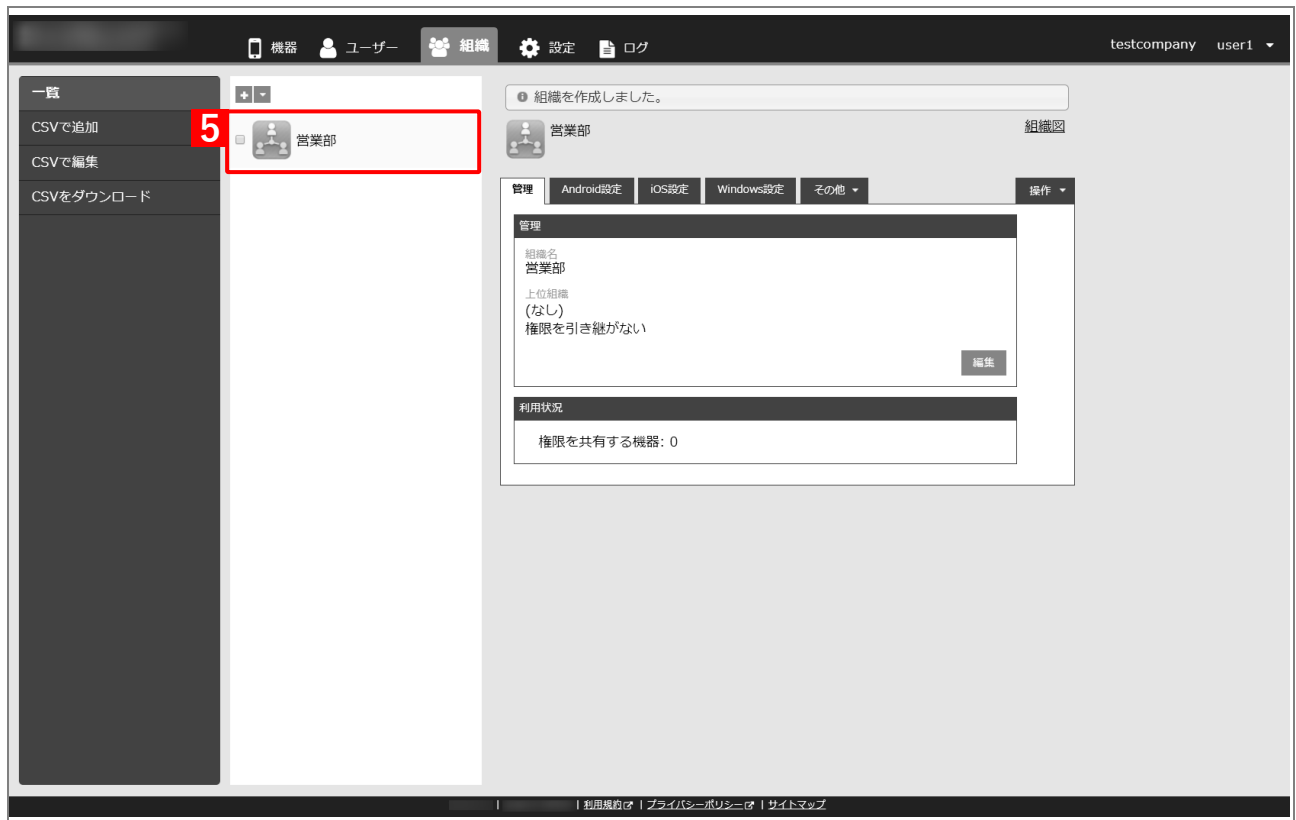 機器 ユーザー 組織 設定 ログ testcompany user1
一覧
CSVで追加
CSVで編集
CSVをダウンロード
5
営業部
組織を作成しました。
営業部 組織図
管理 Android設定 iOS設定 Windows設定 その他 操作
管理
組織名
営業部
上位組織
(なし)
権限を引き継がない
編集
利用状況
権限を共有する機器: 0
| | 利用規約 | プライバシーポリシー | サイトマップ